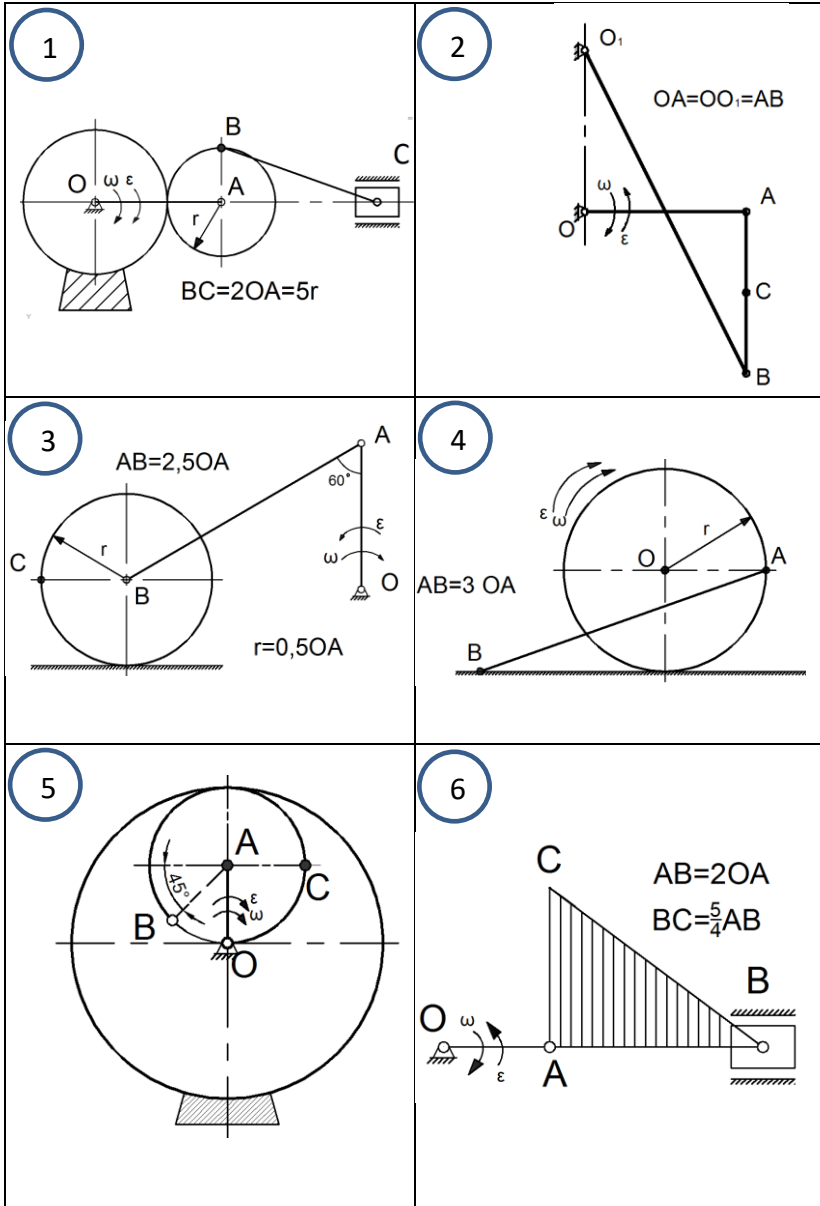 1
B
C
O ω ε A
r
BC=2OA=5r
Y
2
O₁
OA=OO₁=AB
ω
A
O
ε
C
B
3
A
AB=2,5OA
60°
r
ε
C
ω
B
O
r=0,5OA
4
ε ω
r
O
A
AB=3 OA
B
5
A
45°
C
ε
B
ω
O
6
C
AB=2OA
BC=5/4AB
B
O ω
A
ε